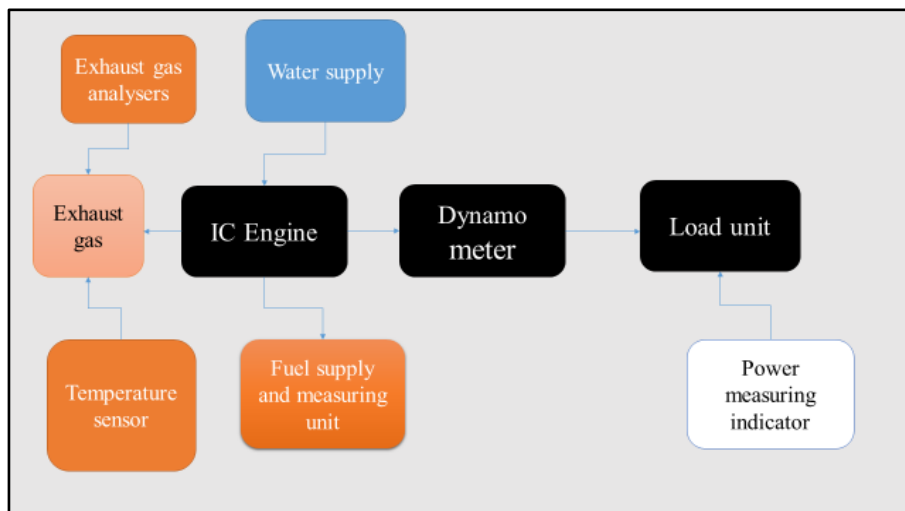 Exhaust gas
analysers
Water supply
Exhaust
gas
IC Engine
Dynamo
meter
Load unit
Temperature
sensor
Fuel supply
and measuring
unit
Power
measuring
indicator